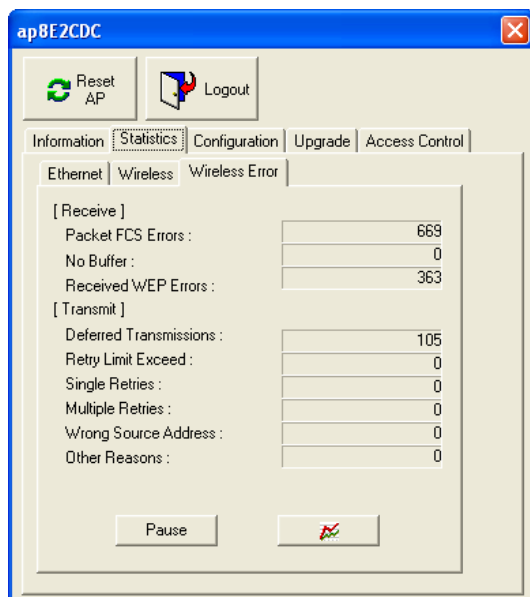 ap8E2CDC
Reset AP Logout
Information Statistics Configuration Upgrade Access Control
Ethernet Wireless Wireless Error
[ Receive ]
Packet FCS Errors : 669
No Buffer : 0
Received WEP Errors : 363
[ Transmit ]
Deferred Transmissions : 105
Retry Limit Exceed : 0
Single Retries : 0
Multiple Retries : 0
Wrong Source Address : 0
Other Reasons : 0
Pause